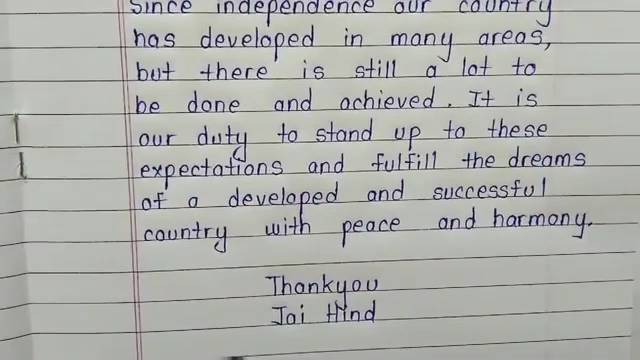 Since independence our country
has developed in many areas,
but there is still a lot to
be done and achieved. It is
our duty to stand up to these
expectations and fulfill the dreams
of a developed and successful
country with peace and harmony.
Thankyou
Jai Hind